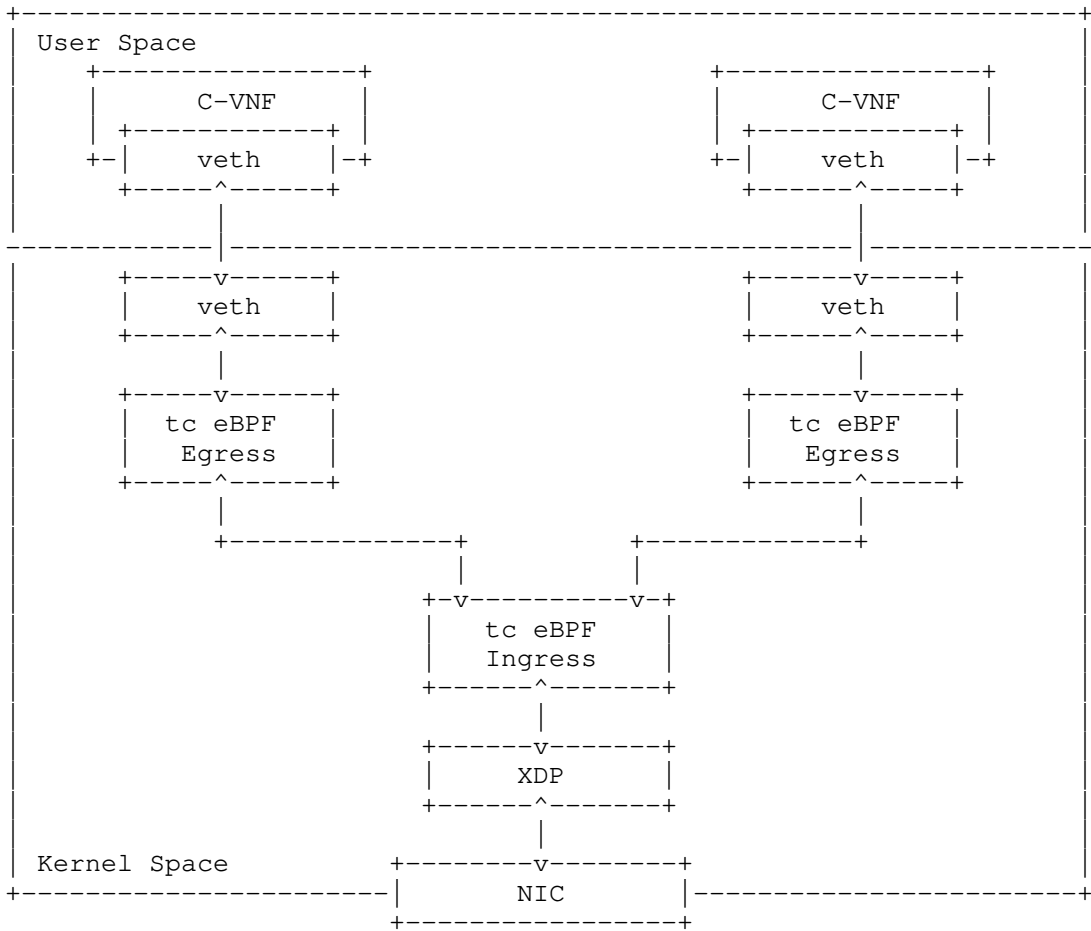 User Space
C-VNF C-VNF
veth veth
veth veth
tc eBPF tc eBPF
Egress Egress
tc eBPF
Ingress
XDP
Kernel Space
NIC